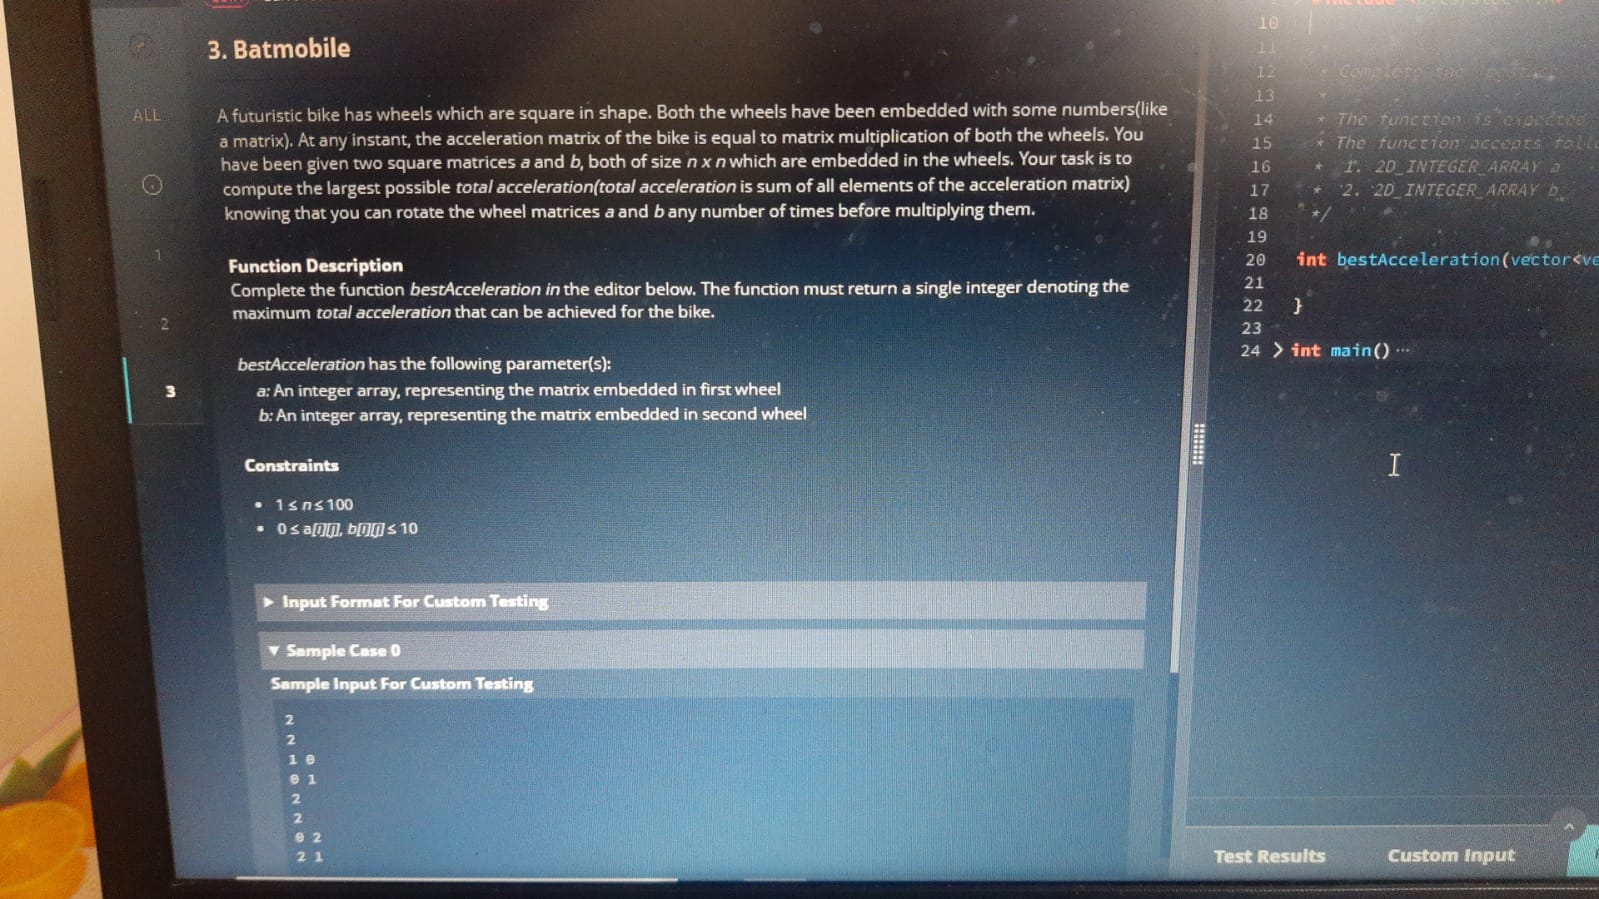 3. Batmobile
ALL
A futuristic bike has wheels which are square in shape. Both the wheels have been embedded with some numbers(like
a matrix). At any instant, the acceleration matrix of the bike is equal to matrix multiplication of both the wheels. You
have been given two square matrices a and b, both of size n x n which are embedded in the wheels. Your task is to
compute the largest possible total acceleration(total acceleration is sum of all elements of the acceleration matrix)
knowing that you can rotate the wheel matrices a and b any number of times before multiplying them.
1
2
3
Function Description
Complete the function bestAcceleration in the editor below. The function must return a single integer denoting the
maximum total acceleration that can be achieved for the bike.
bestAcceleration has the following parameter(s):
a: An integer array, representing the matrix embedded in first wheel
b: An integer array, representing the matrix embedded in second wheel
Constraints
• 1 ≤ n ≤ 100
• 0 ≤ a[i][j], b[i][j] ≤ 10
▶ Input Format For Custom Testing
▼ Sample Case 0
Sample Input For Custom Testing
2
2
1 0
0 1
2
2
0 2
2 1
10
11
12 * Complete the
13 *
14 * The function is expected
15 * The function accepts
16 * 1. 2D_INTEGER_ARRAY a
17 * 2. 2D_INTEGER_ARRAY b
18 */
19
20 int bestAcceleration(vector<ve
21
22 }
23
24 > int main() ...
Test Results
Custom Input